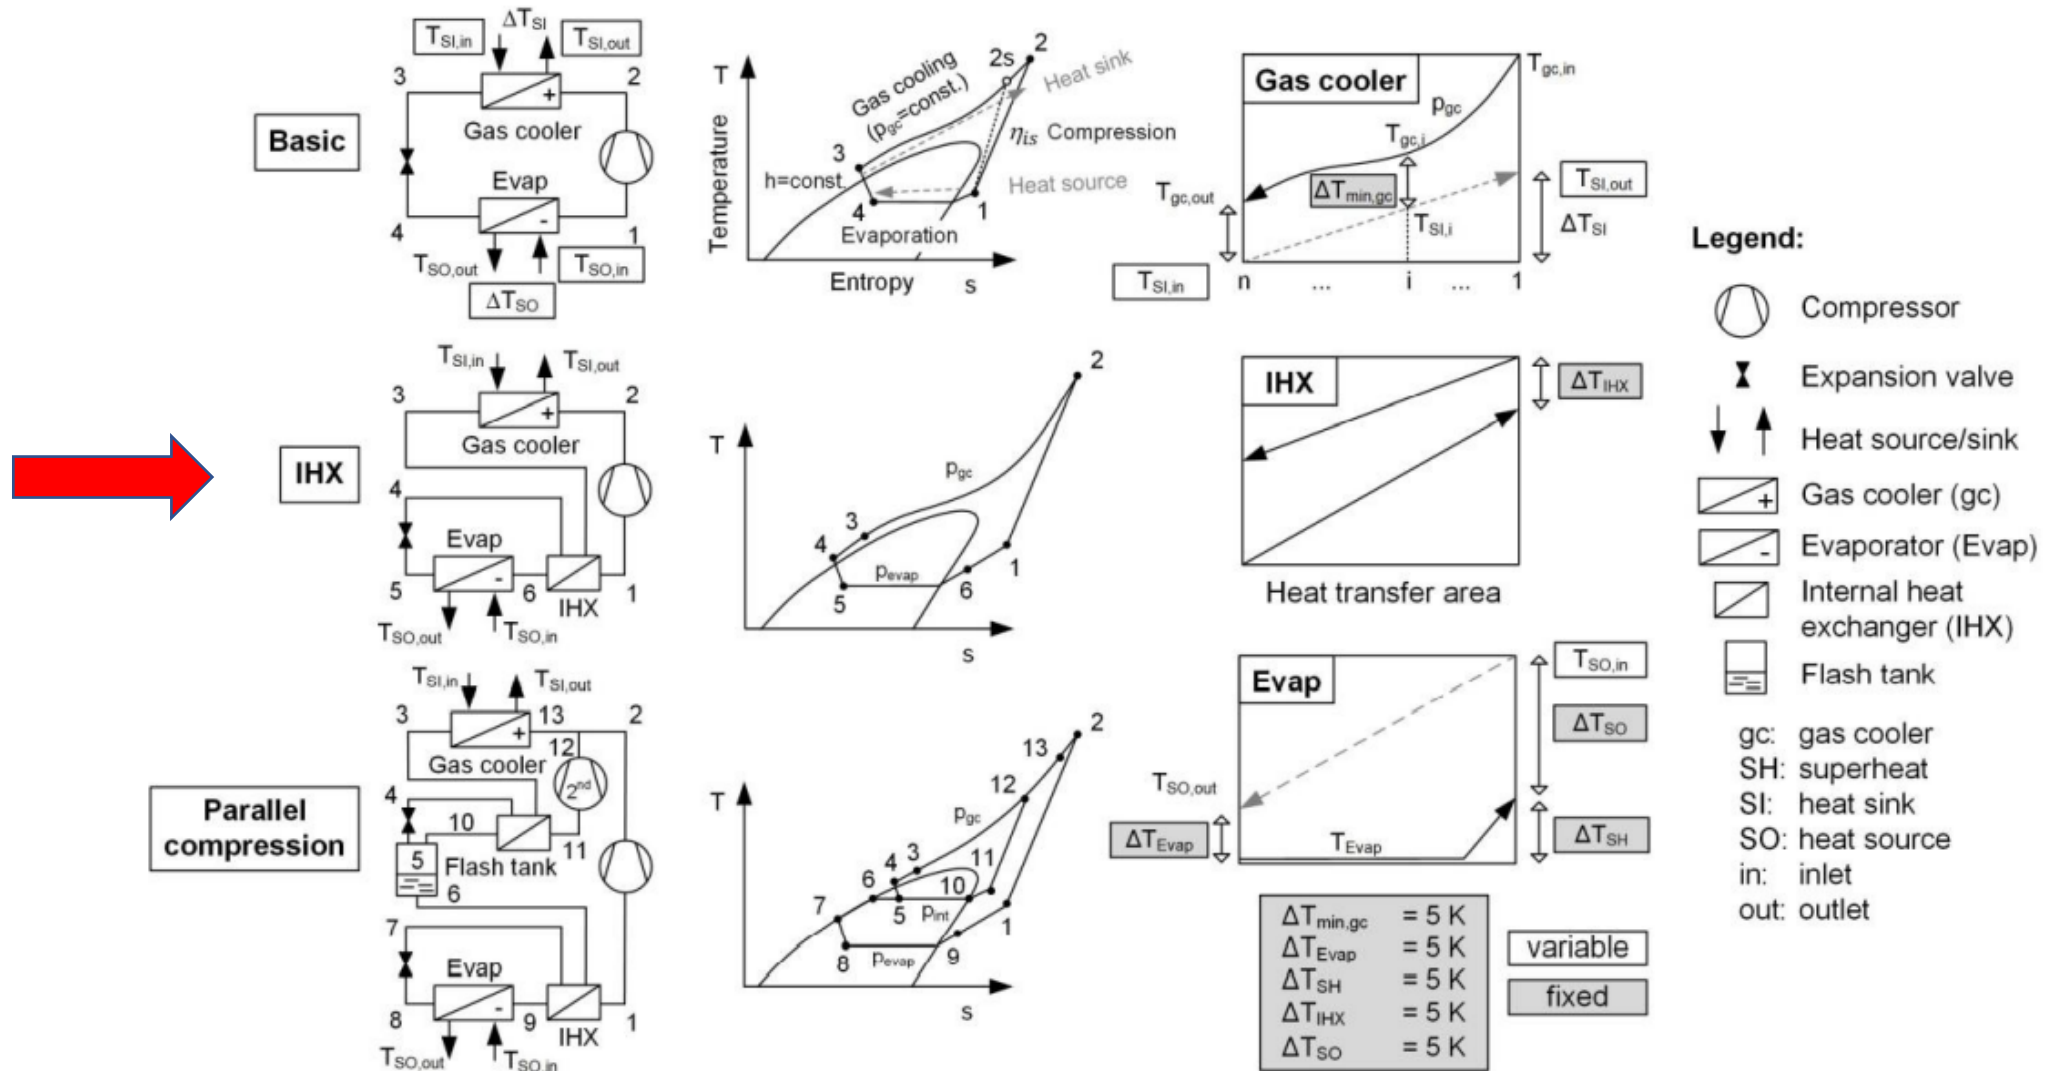 Basic
T_SI,in
ΔT_SI
T_SI,out
3
2
+
Gas cooler
Evap
-
4
1
T_SO,out
T_SO,in
ΔT_SO
T
Temperature
Gas cooling
(p_gc=const.)
2s
2
Heat sink
η_is Compression
3
h=const.
Heat source
4
1
Evaporation
Entropy
s
Gas cooler
T_gc,in
p_gc
T_gc,i
ΔT_min,gc
T_gc,out
T_SI,i
T_SI,out
ΔT_SI
T_SI,in
n
...
i
...
1
IHX
T_SI,in
T_SI,out
3
2
+
Gas cooler
4
Evap
-
5
6
IHX
1
T_SO,out
T_SO,in
T
2
p_gc
3
4
p_evap
5
6
1
s
IHX
ΔT_IHX
Heat transfer area
Parallel
compression
T_SI,in
T_SI,out
3
13
2
+
12
Gas cooler
2nd
4
10
11
5
Flash tank
6
7
Evap
-
8
9
IHX
1
T_SO,out
T_SO,in
T
2
13
12
p_gc
3
4
11
6
10
5
p_int
7
1
8
p_evap
9
s
Evap
T_SO,in
ΔT_SO
T_SO,out
ΔT_Evap
T_Evap
ΔT_SH
ΔT_min,gc = 5 K
ΔT_Evap = 5 K
ΔT_SH = 5 K
ΔT_IHX = 5 K
ΔT_SO = 5 K
variable
fixed
Legend:
Compressor
Expansion valve
Heat source/sink
+
Gas cooler (gc)
-
Evaporator (Evap)
Internal heat
exchanger (IHX)
Flash tank
gc: gas cooler
SH: superheat
SI: heat sink
SO: heat source
in: inlet
out: outlet